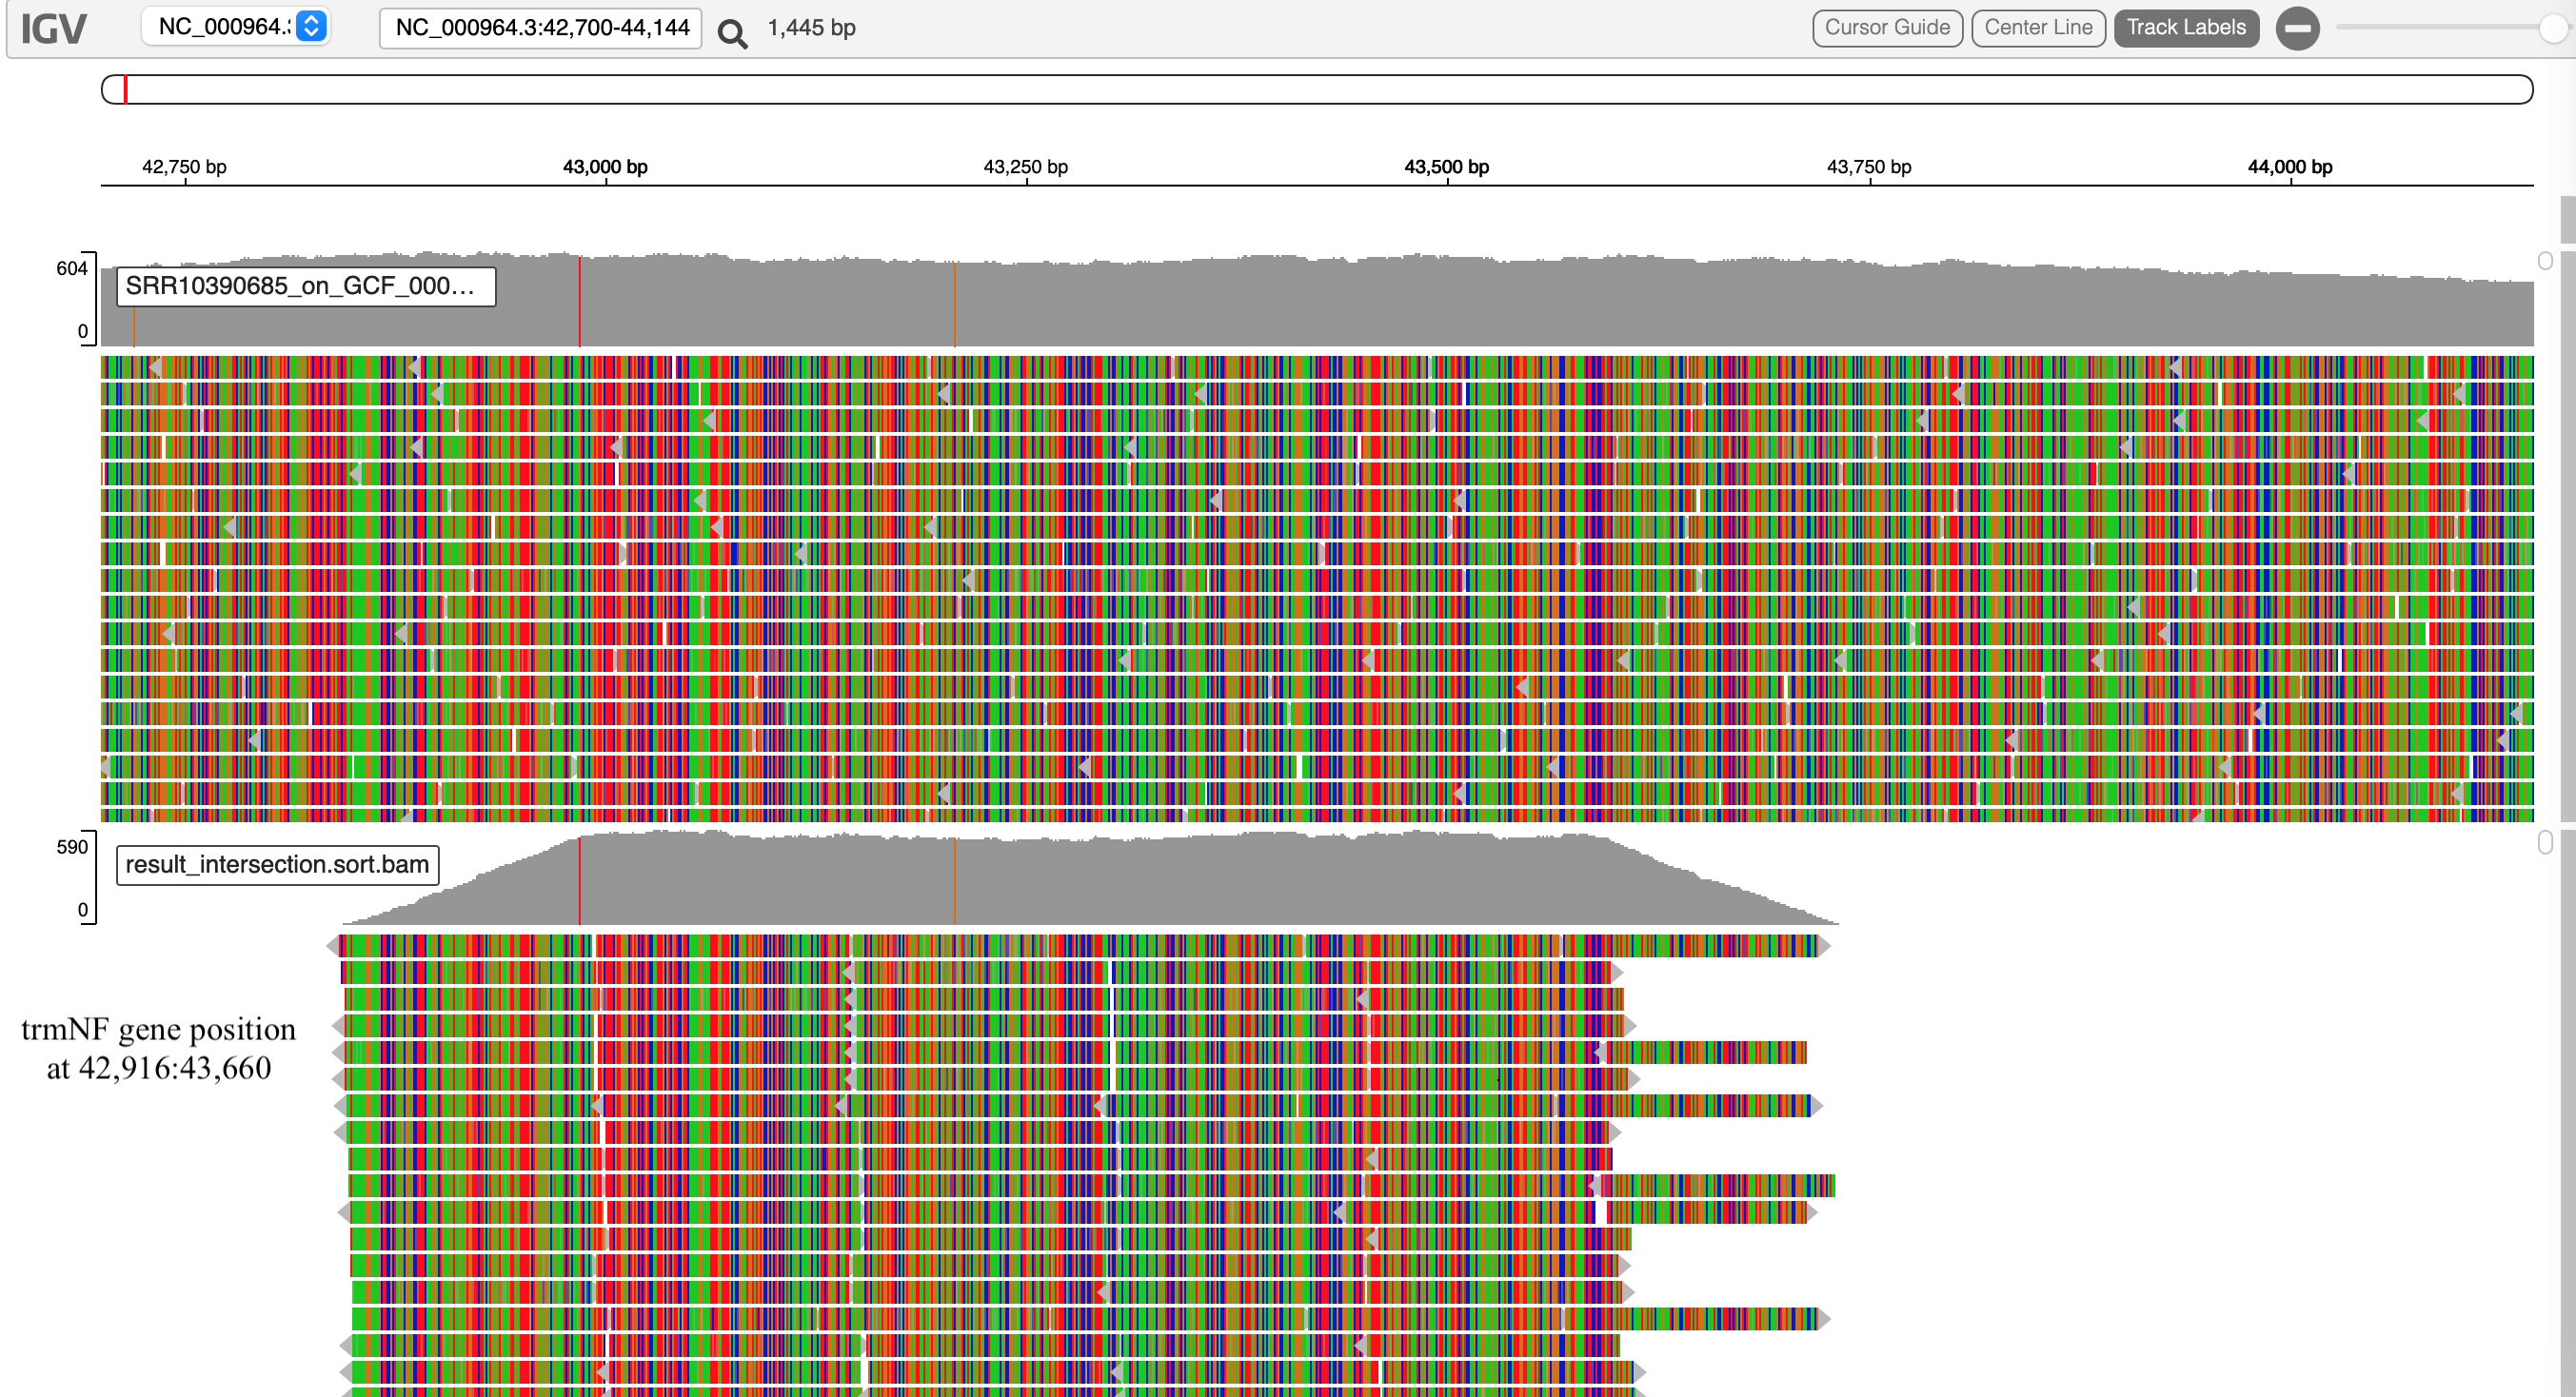 IGV
NC_000964.:
NC_000964.3:42,700-44,144
1,445 bp
Cursor Guide
Center Line
Track Labels
42,750 bp
43,000 bp
43,250 bp
43,500 bp
43,750 bp
44,000 bp
604
SRR10390685_on_GCF_000...
0
590
result_intersection.sort.bam
0
trmNF gene position
at 42,916:43,660